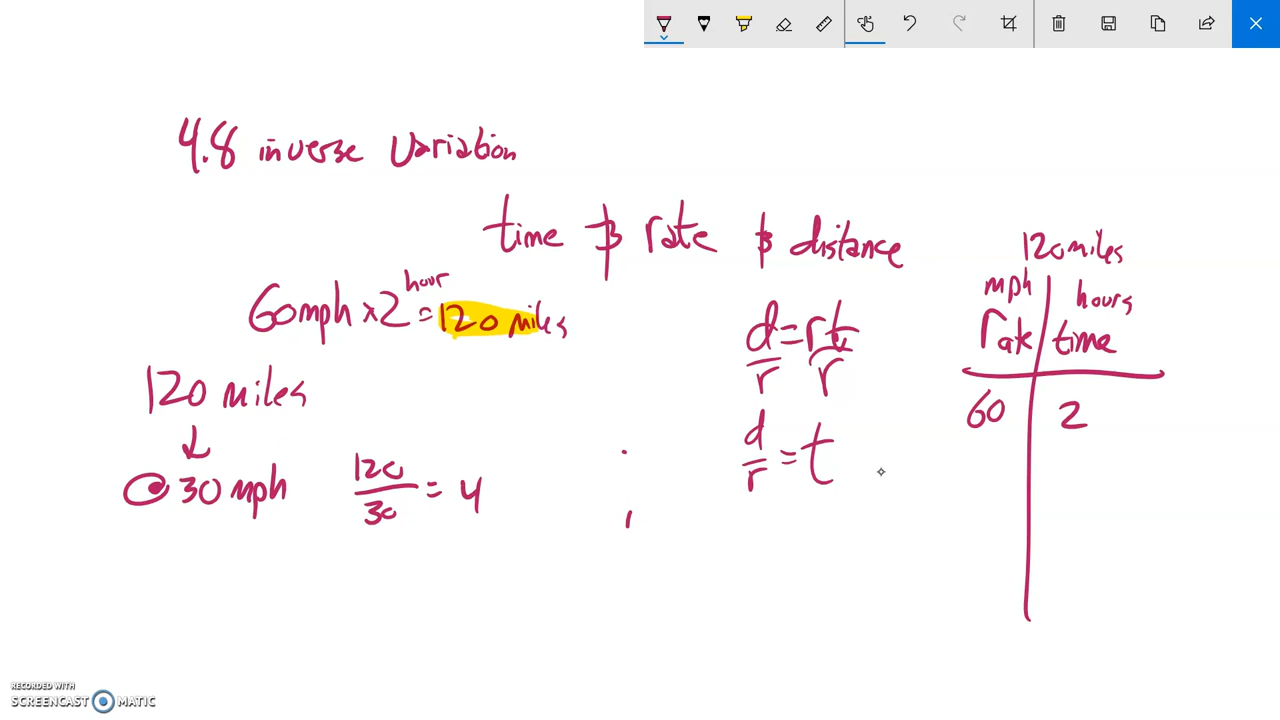 4.8 inverse variation
time & rate & distance
60mph x 2 hour = 120 miles
120 miles
↓
@ 30 mph
120/30 = 4
d/r = rt/r
d/r = t
120 miles
mph hours
rate time
60 2
RECORDED WITH
SCREENCAST MATIC